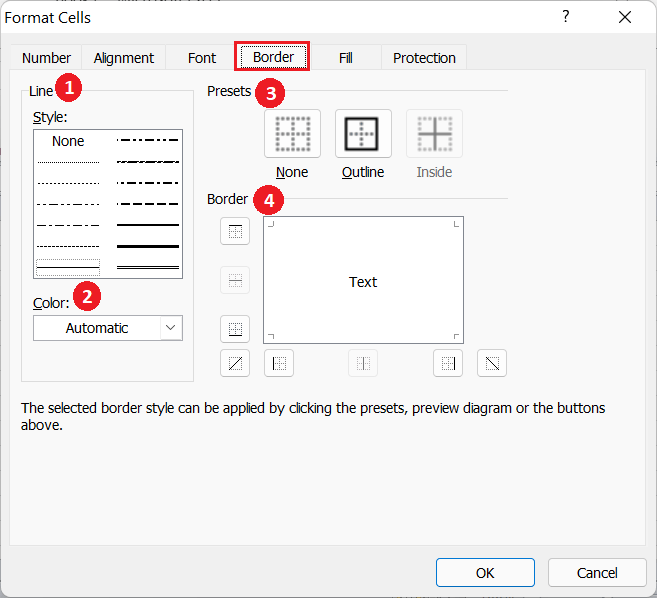 Format Cells
?
Number Alignment Font Border Fill Protection
Line 1
Style:
None
2
Color:
Automatic
Presets 3
None Outline Inside
Border 4
Text
The selected border style can be applied by clicking the presets, preview diagram or the buttons
above.
OK Cancel